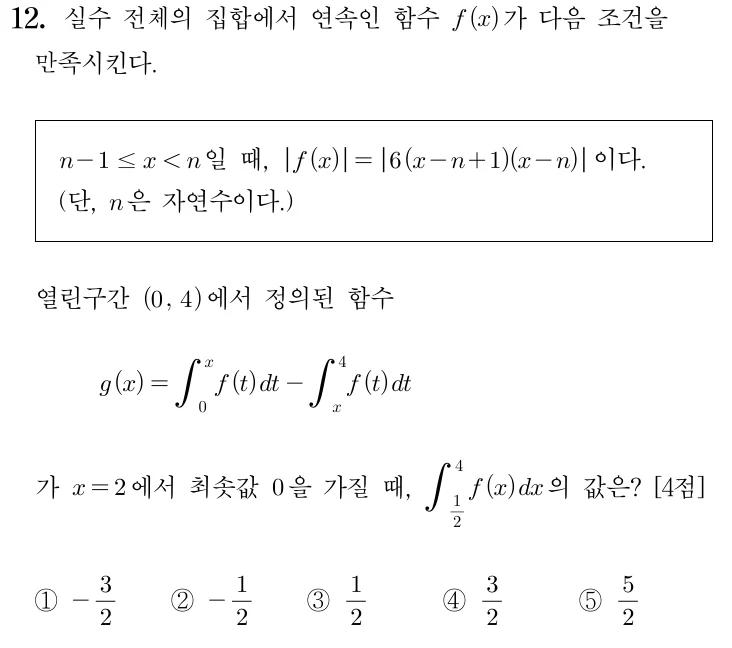 12. 실수 전체의 집합에서 연속인 함수 f(x)가 다음 조건을
만족시킨다.
n−1 ≤ x < n일 때, |f(x)| = |6(x−n+1)(x−n)|이다.
(단, n은 자연수이다.)
열린구간 (0, 4)에서 정의된 함수
g(x) = ∫₀ˣ f(t)dt − ∫ₓ⁴ f(t)dt
가 x=2에서 최솟값 0을 가질 때, ∫_{1/2}^{4} f(x)dx의 값은? [4점]
① −3/2 ② −1/2 ③ 1/2 ④ 3/2 ⑤ 5/2